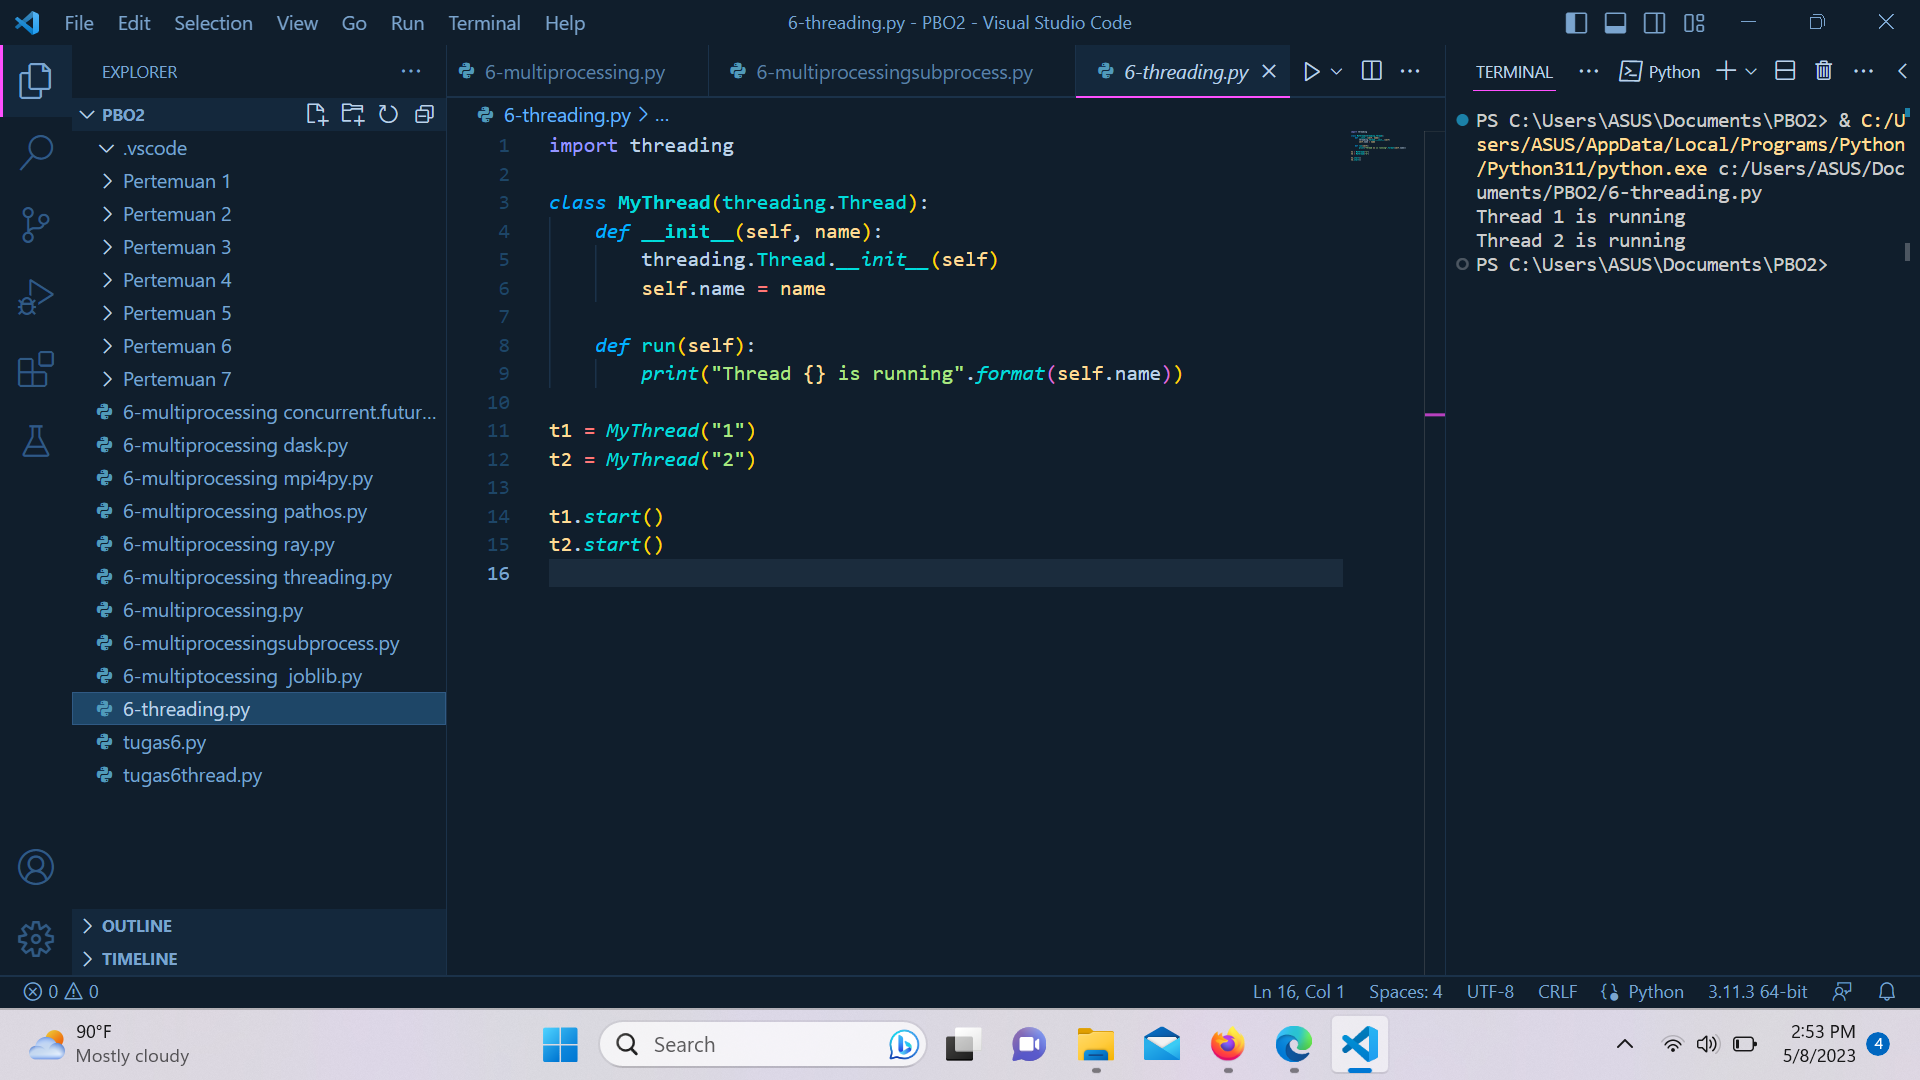 File Edit Selection View Go Run Terminal Help
6-threading.py - PBO2 - Visual Studio Code
EXPLORER
PBO2
.vscode
Pertemuan 1
Pertemuan 2
Pertemuan 3
Pertemuan 4
Pertemuan 5
Pertemuan 6
Pertemuan 7
6-multiprocessing concurrent.futur...
6-multiprocessing dask.py
6-multiprocessing mpi4py.py
6-multiprocessing pathos.py
6-multiprocessing ray.py
6-multiprocessing threading.py
6-multiprocessing.py
6-multiprocessingsubprocess.py
6-multiptocessing joblib.py
6-threading.py
tugas6.py
tugas6thread.py
OUTLINE
TIMELINE
6-multiprocessing.py 6-multiprocessingsubprocess.py 6-threading.py
6-threading.py > ...
1 import threading
2
3 class MyThread(threading.Thread):
4     def __init__(self, name):
5         threading.Thread.__init__(self)
6         self.name = name
7
8     def run(self):
9         print("Thread {} is running".format(self.name))
10
11 t1 = MyThread("1")
12 t2 = MyThread("2")
13
14 t1.start()
15 t2.start()
16
TERMINAL Python
PS C:\Users\ASUS\Documents\PBO2> & C:/U
sers/ASUS/AppData/Local/Programs/Python
/Python311/python.exe c:/Users/ASUS/Doc
uments/PBO2/6-threading.py
Thread 1 is running
Thread 2 is running
PS C:\Users\ASUS\Documents\PBO2>
0 0 Ln 16, Col 1 Spaces: 4 UTF-8 CRLF Python 3.11.3 64-bit
90°F
Mostly cloudy
Search
2:53 PM
5/8/2023
4